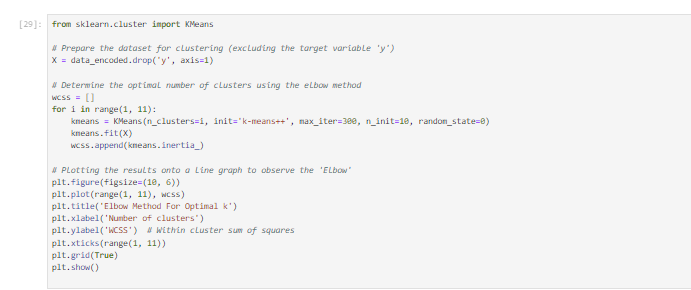 [29]: from sklearn.cluster import KMeans
# Prepare the dataset for clustering (excluding the target variable 'y')
X = data_encoded.drop('y', axis=1)
# Determine the optimal number of clusters using the elbow method
wcss = []
for i in range(1, 11):
    kmeans = KMeans(n_clusters=i, init='k-means++', max_iter=300, n_init=10, random_state=0)
    kmeans.fit(X)
    wcss.append(kmeans.inertia_)
# Plotting the results onto a line graph to observe the 'Elbow'
plt.figure(figsize=(10, 6))
plt.plot(range(1, 11), wcss)
plt.title('Elbow Method For Optimal k')
plt.xlabel('Number of clusters')
plt.ylabel('WCSS')  # Within cluster sum of squares
plt.xticks(range(1, 11))
plt.grid(True)
plt.show()